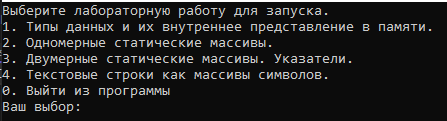 Выберите лабораторную работу для запуска.
1. Типы данных и их внутреннее представление в памяти.
2. Одномерные статические массивы.
3. Двумерные статические массивы. Указатели.
4. Текстовые строки как массивы символов.
0. Выйти из программы
Ваш выбор: